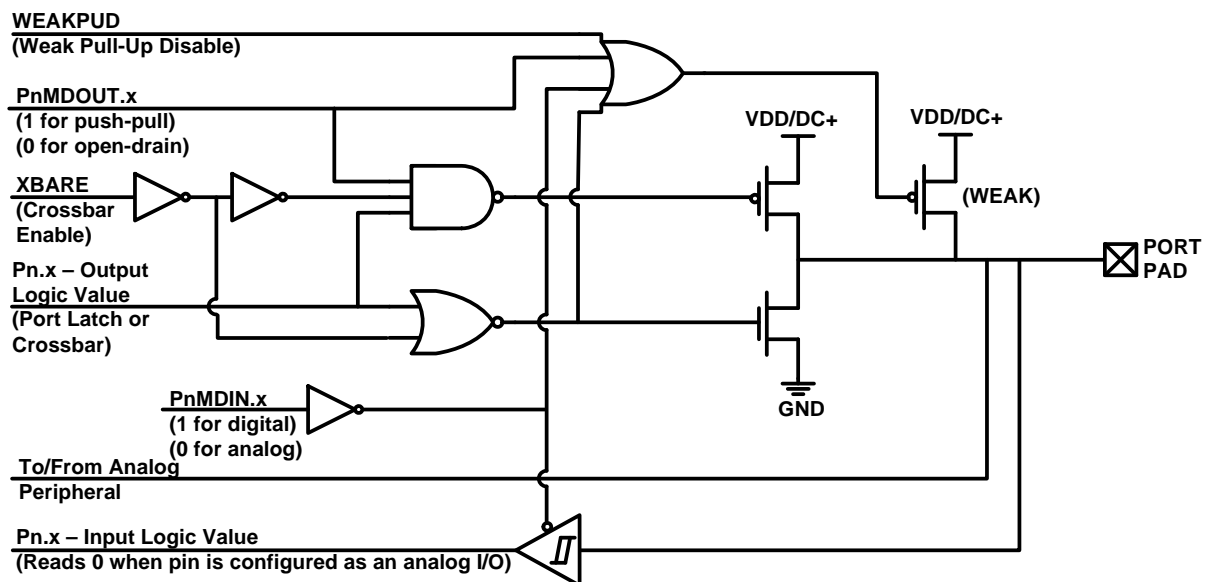 WEAKPUD
(Weak Pull-Up Disable)
PnMDOUT.x
(1 for push-pull)
(0 for open-drain)
XBARE
(Crossbar
Enable)
Pn.x – Output
Logic Value
(Port Latch or
Crossbar)
PnMDIN.x
(1 for digital)
(0 for analog)
To/From Analog
Peripheral
Pn.x – Input Logic Value
(Reads 0 when pin is configured as an analog I/O)
VDD/DC+
VDD/DC+
(WEAK)
GND
PORT
PAD